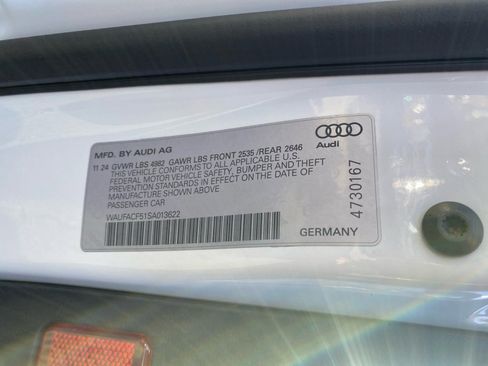 MFD. BY AUDI AG
11 24 GVWR LBS 4982 GAWR LBS FRONT 2535 /REAR 2646
THIS VEHICLE CONFORMS TO ALL APPLICABLE U.S.
FEDERAL MOTOR VEHICLE SAFETY, BUMPER AND THEFT
PREVENTION STANDARDS IN EFFECT ON THE DATE OF
MANUFACTURE SHOWN ABOVE
PASSENGER CAR
WAUFACF51SA013622
Audi
4730167
GERMANY